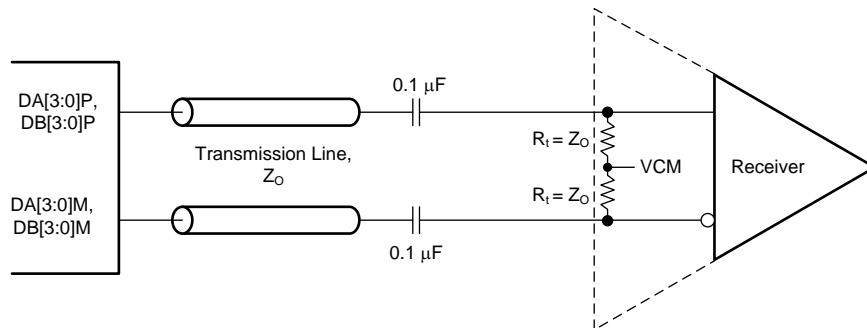 0.1 μF
DA[3:0]P,
DB[3:0]P
Transmission Line,
ZO
Rt = ZO
VCM
Receiver
Rt = ZO
DA[3:0]M,
DB[3:0]M
0.1 μF